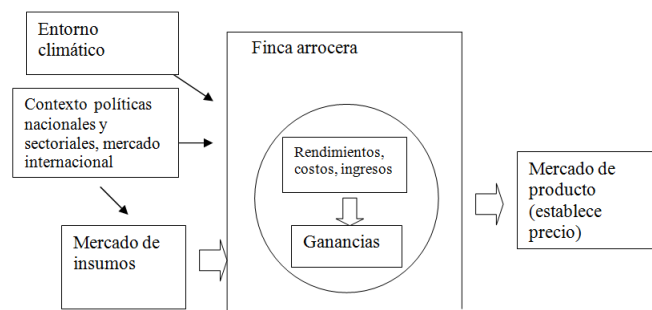 Entorno
climático
Contexto políticas
nacionales y
sectoriales, mercado
internacional
Mercado de
insumos
Finca arrocera
Rendimientos,
costos, ingresos
Ganancias
Mercado de
producto
(establece
precio)